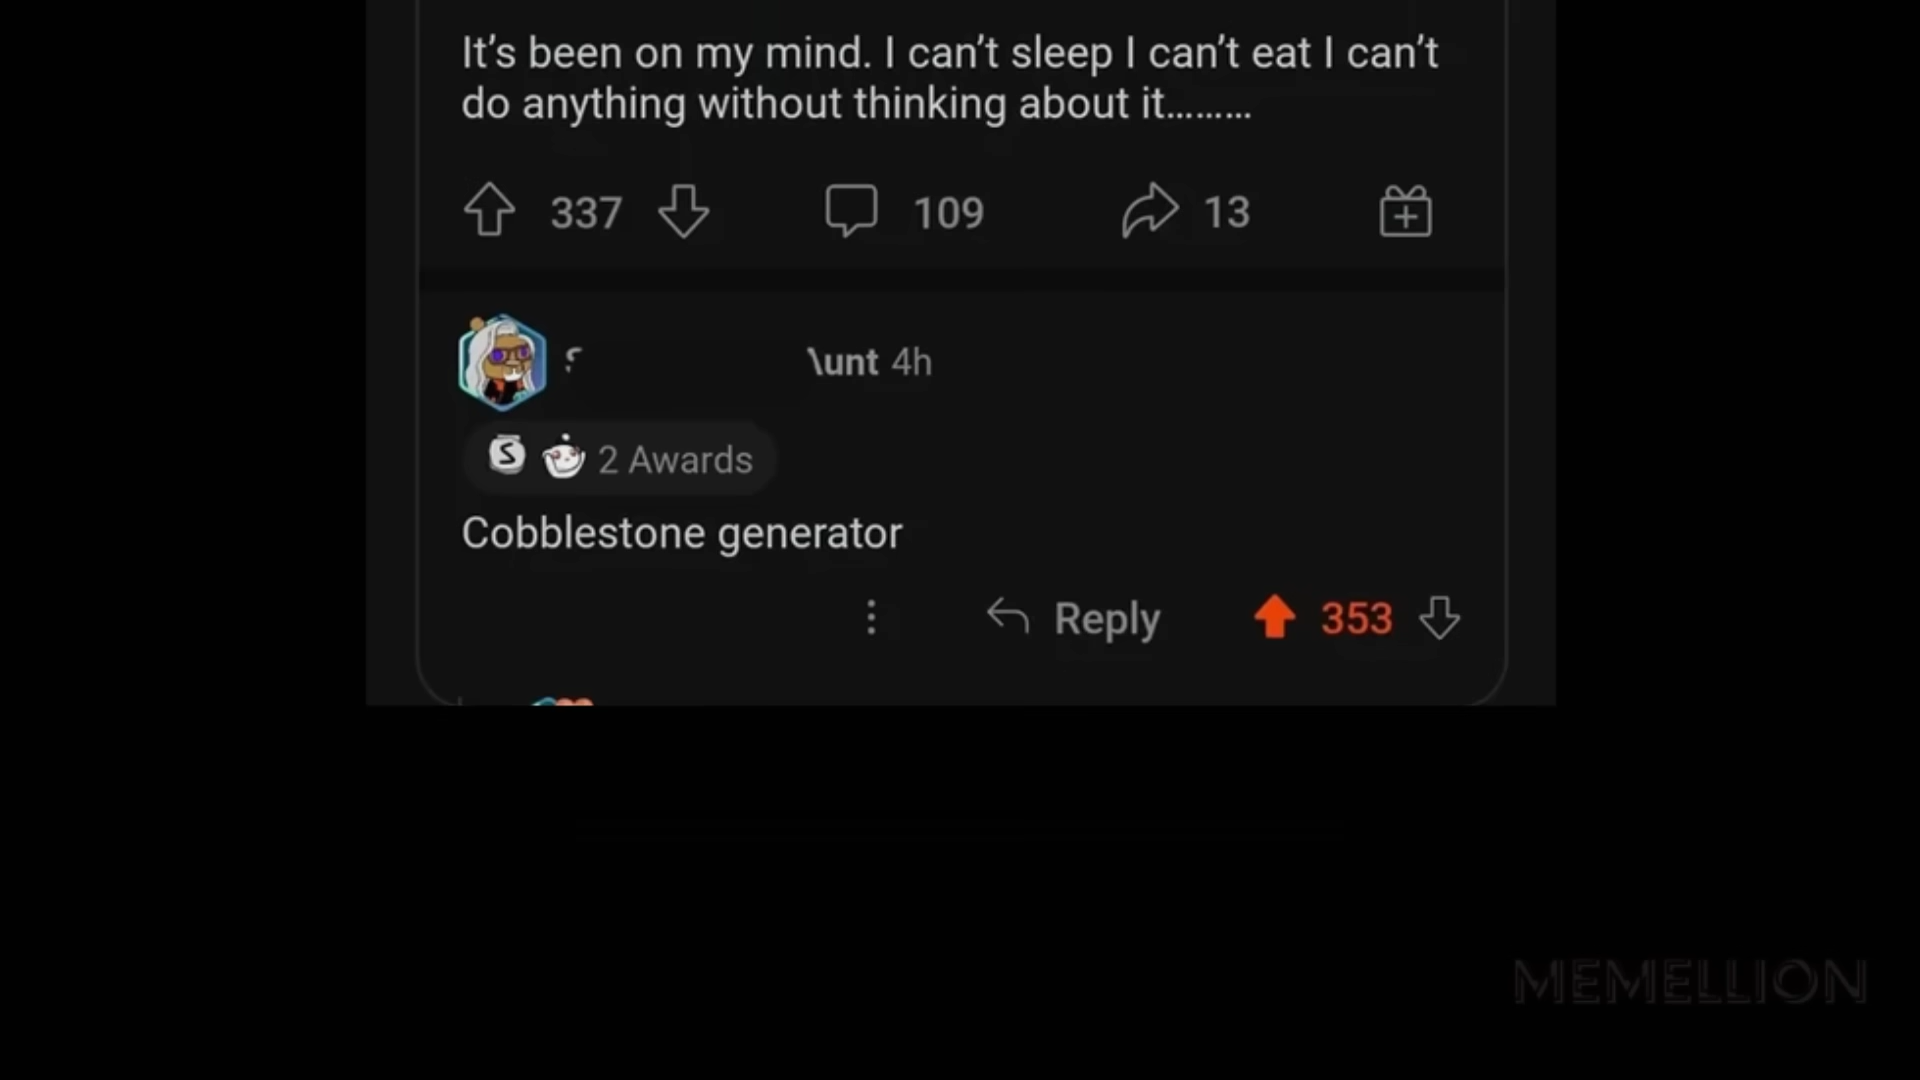 It’s been on my mind. I can’t sleep I can’t eat I can’t
do anything without thinking about it………
337 109 13
\unt 4h
2 Awards
Cobblestone generator
Reply 353
MEMELLION